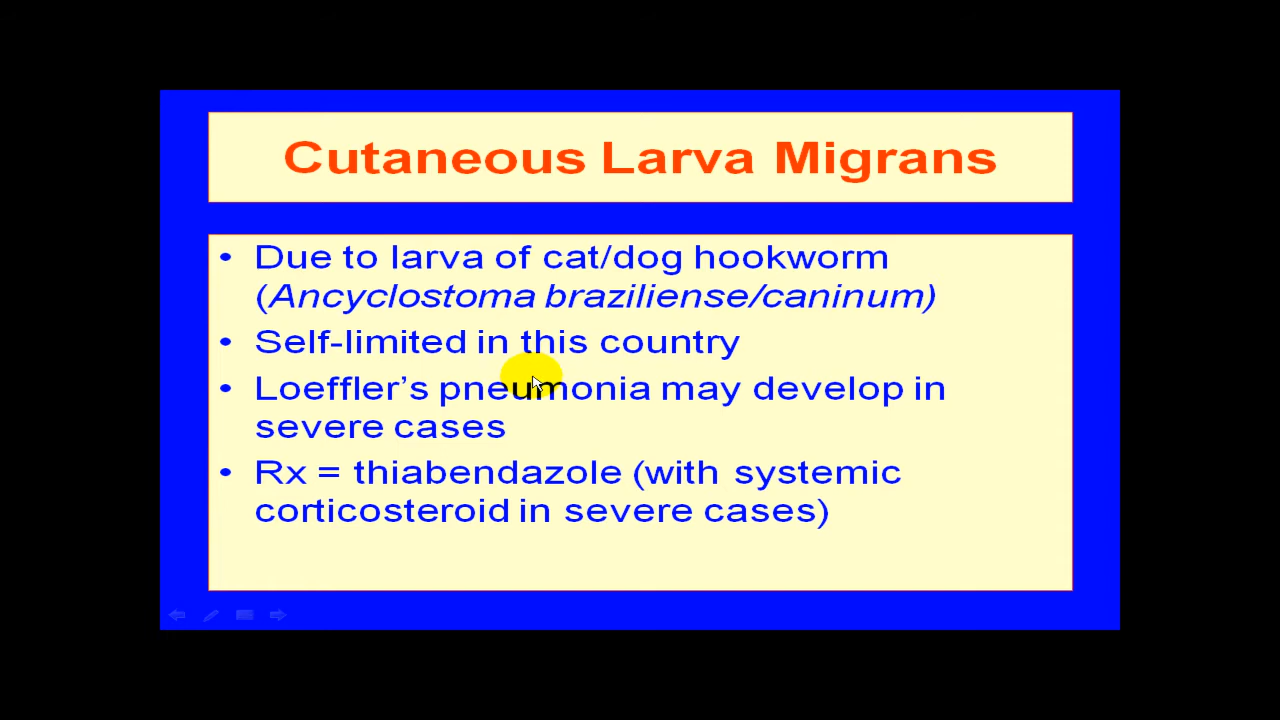 Cutaneous Larva Migrans
• Due to larva of cat/dog hookworm
(Ancyclostoma braziliense/caninum)
• Self-limited in this country
• Loeffler’s pneumonia may develop in
severe cases
• Rx = thiabendazole (with systemic
corticosteroid in severe cases)